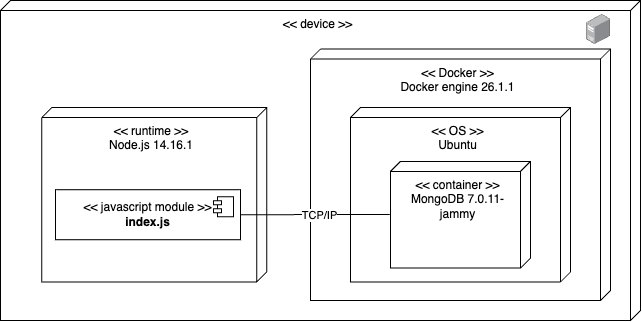 << device >>
<< Docker >>
Docker engine 26.1.1
<< runtime >>
Node.js 14.16.1
<< OS >>
Ubuntu
<< container >>
MongoDB 7.0.11-
jammy
<< javascript module >>
index.js
TCP/IP